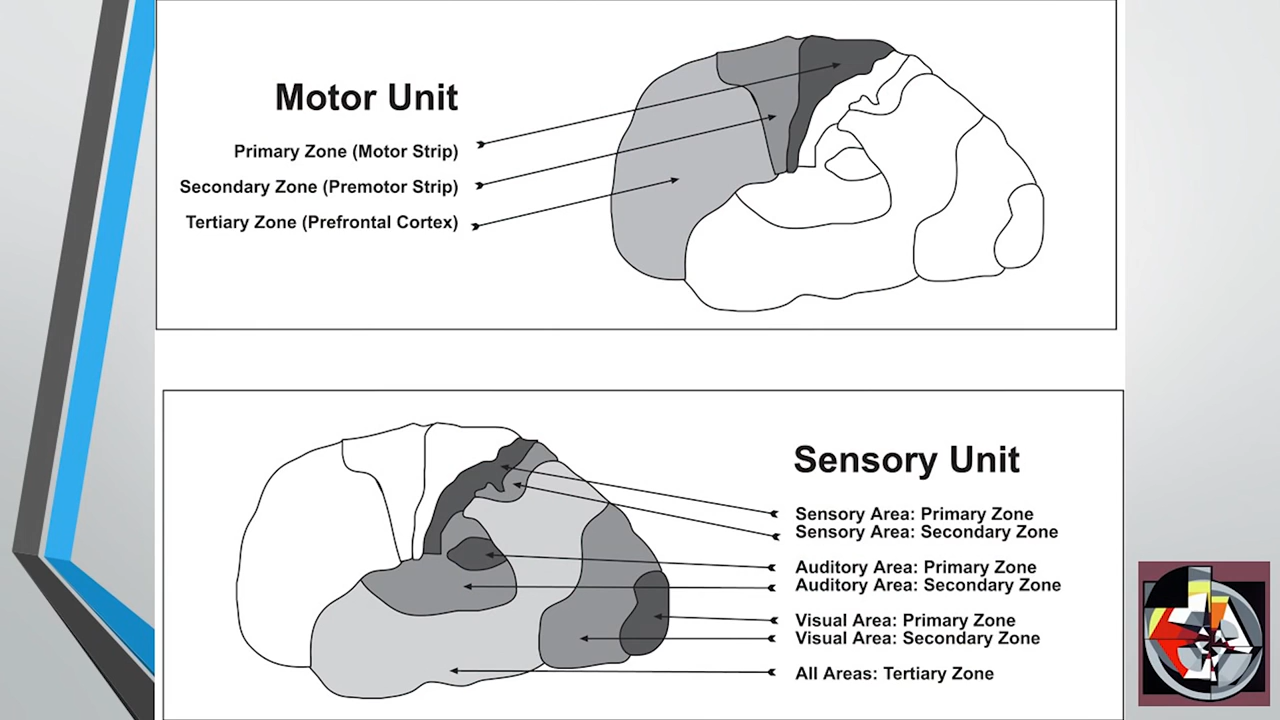 Motor Unit
Primary Zone (Motor Strip)
Secondary Zone (Premotor Strip)
Tertiary Zone (Prefrontal Cortex)
Sensory Unit
Sensory Area: Primary Zone
Sensory Area: Secondary Zone
Auditory Area: Primary Zone
Auditory Area: Secondary Zone
Visual Area: Primary Zone
Visual Area: Secondary Zone
All Areas: Tertiary Zone